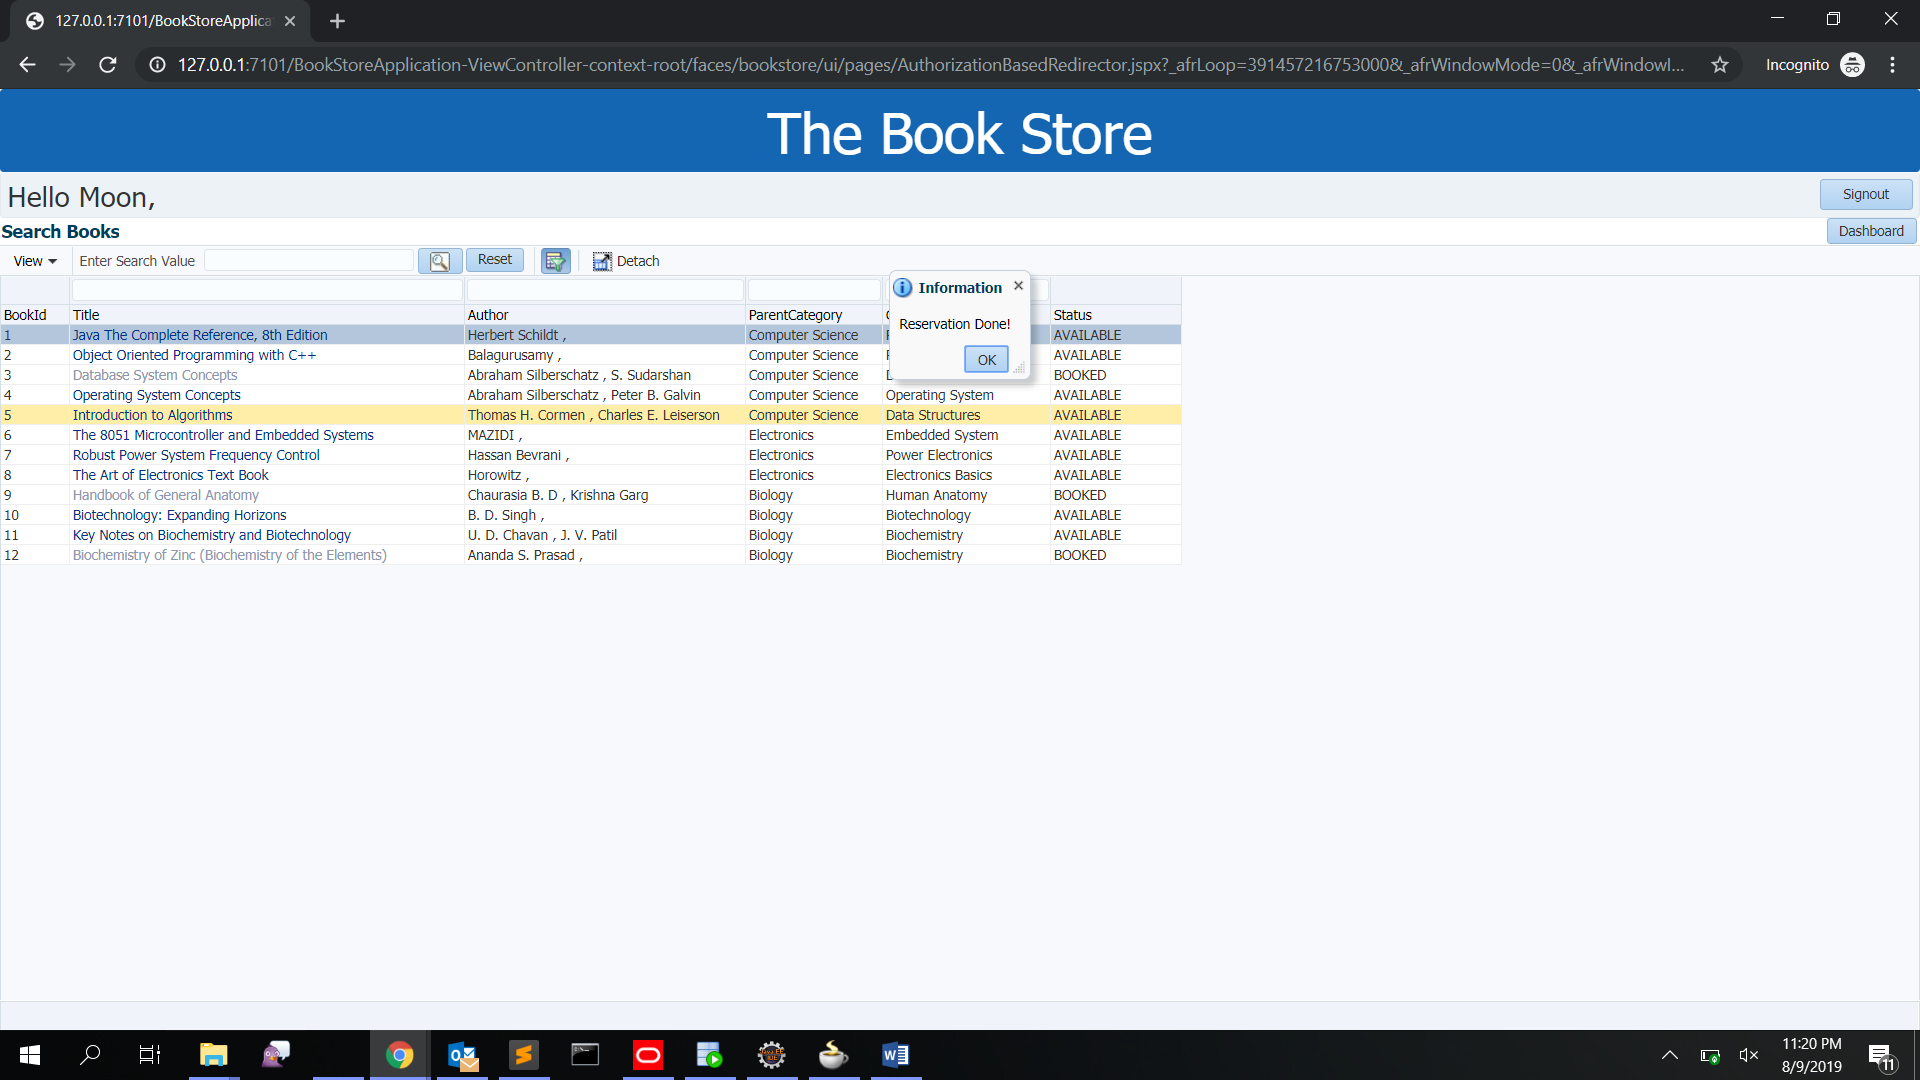 127.0.0.1:7101/BookStoreApplica
127.0.0.1:7101/BookStoreApplication-ViewController-context-root/faces/bookstore/ui/pages/AuthorizationBasedRedirector.jspx?_afrLoop=391457216753000&_afrWindowMode=0&_afrWindowI...
Incognito
The Book Store
Hello Moon,
Signout
Search Books
Dashboard
View Enter Search Value Reset Detach
Information
Reservation Done!
OK
BookId Title Author ParentCategory Status
1 Java The Complete Reference, 8th Edition Herbert Schildt , Computer Science AVAILABLE
2 Object Oriented Programming with C++ Balagurusamy , Computer Science AVAILABLE
3 Database System Concepts Abraham Silberschatz , S. Sudarshan Computer Science BOOKED
4 Operating System Concepts Abraham Silberschatz , Peter B. Galvin Computer Science Operating System AVAILABLE
5 Introduction to Algorithms Thomas H. Cormen , Charles E. Leiserson Computer Science Data Structures AVAILABLE
6 The 8051 Microcontroller and Embedded Systems MAZIDI , Electronics Embedded System AVAILABLE
7 Robust Power System Frequency Control Hassan Bevrani , Electronics Power Electronics AVAILABLE
8 The Art of Electronics Text Book Horowitz , Electronics Electronics Basics AVAILABLE
9 Handbook of General Anatomy Chaurasia B. D , Krishna Garg Biology Human Anatomy BOOKED
10 Biotechnology: Expanding Horizons B. D. Singh , Biology Biotechnology AVAILABLE
11 Key Notes on Biochemistry and Biotechnology U. D. Chavan , J. V. Patil Biology Biochemistry AVAILABLE
12 Biochemistry of Zinc (Biochemistry of the Elements) Ananda S. Prasad , Biology Biochemistry BOOKED
11:20 PM
8/9/2019
11